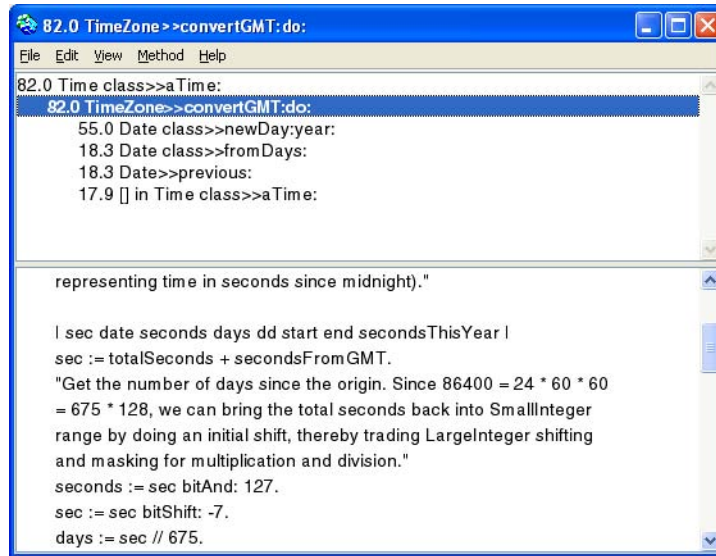 82.0 TimeZone>>convertGMT:do:
File Edit View Method Help
82.0 Time class>>aTime:
82.0 TimeZone>>convertGMT:do:
55.0 Date class>>newDay:year:
18.3 Date class>>fromDays:
18.3 Date>>previous:
17.9 [] in Time class>>aTime:
representing time in seconds since midnight)."
| sec date seconds days dd start end secondsThisYear |
sec := totalSeconds + secondsFromGMT.
"Get the number of days since the origin. Since 86400 = 24 * 60 * 60
= 675 * 128, we can bring the total seconds back into SmallInteger
range by doing an initial shift, thereby trading LargeInteger shifting
and masking for multiplication and division."
seconds := sec bitAnd: 127.
sec := sec bitShift: -7.
days := sec // 675.